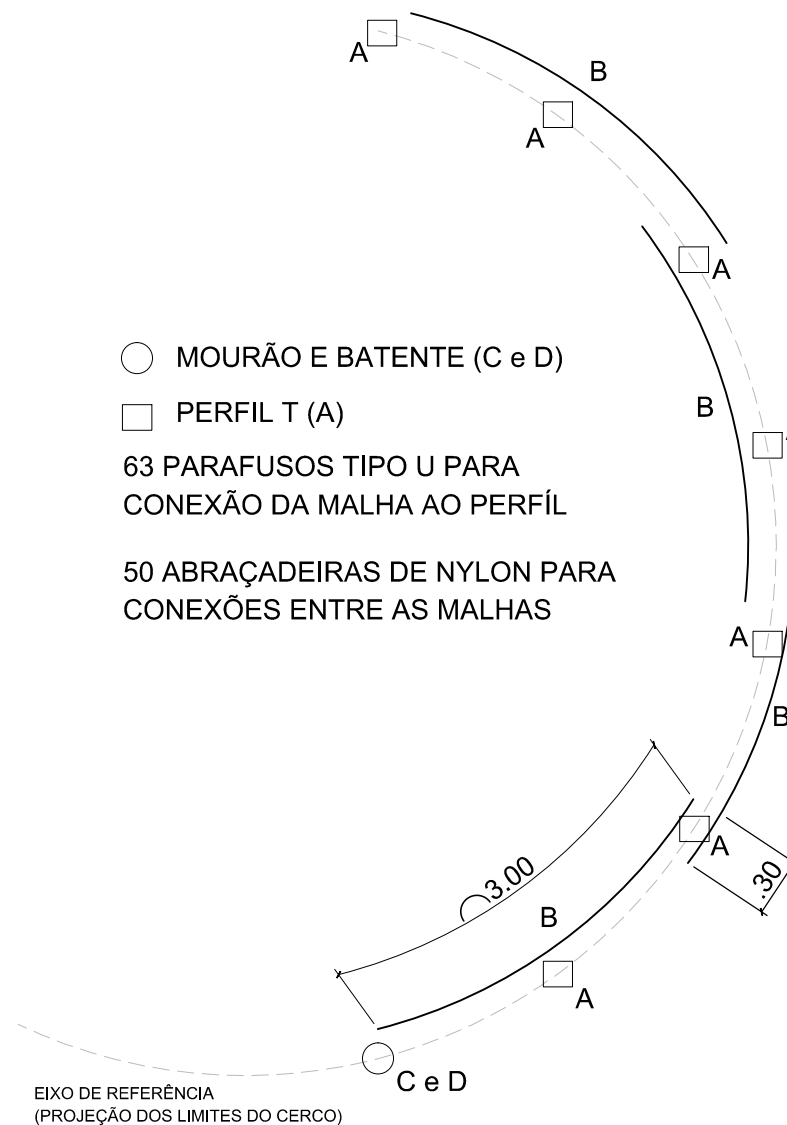 A
B
A
A
MOURÃO E BATENTE (C e D)
B
PERFIL T (A)
63 PARAFUSOS TIPO U PARA
CONEXÃO DA MALHA AO PERFÍL
50 ABRAÇADEIRAS DE NYLON PARA
CONEXÕES ENTRE AS MALHAS
A
B
A
3.00
.30
B
A
C e D
EIXO DE REFERÊNCIA
(PROJEÇÃO DOS LIMITES DO CERCO)